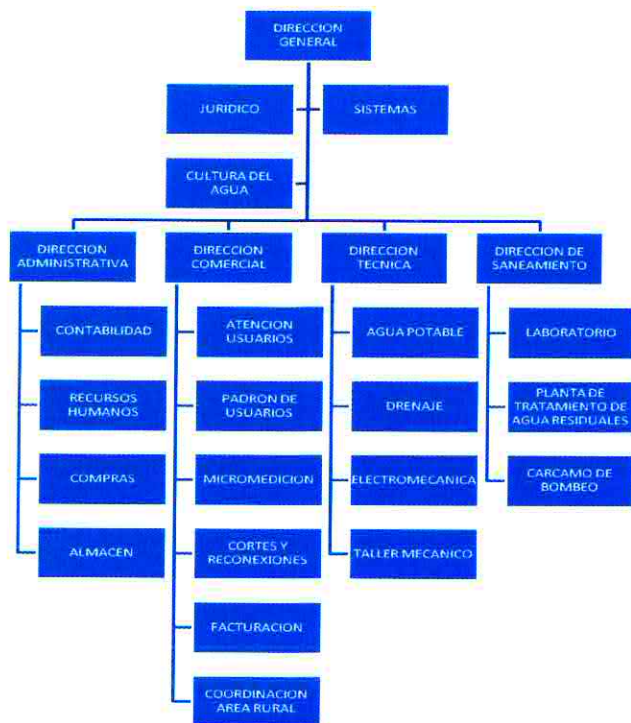 DIRECCION
GENERAL
JURIDICO
SISTEMAS
CULTURA DEL
AGUA
DIRECCION
ADMINISTRATIVA
CONTABILIDAD
RECURSOS
HUMANOS
COMPRAS
ALMACEN
DIRECCION
COMERCIAL
ATENCION
USUARIOS
PADRON DE
USUARIOS
MICROMEDICION
CORTES Y
RECONEXIONES
FACTURACION
COORDINACION
AREA RURAL
DIRECCION
TECNICA
AGUA POTABLE
DRENAJE
ELECTROMECANICA
TALLER MECANICO
DIRECCION DE
SANEAMIENTO
LABORATORIO
PLANTA DE
TRATAMIENTO DE
AGUA RESIDUALES
CARCAMO DE
BOMBEO